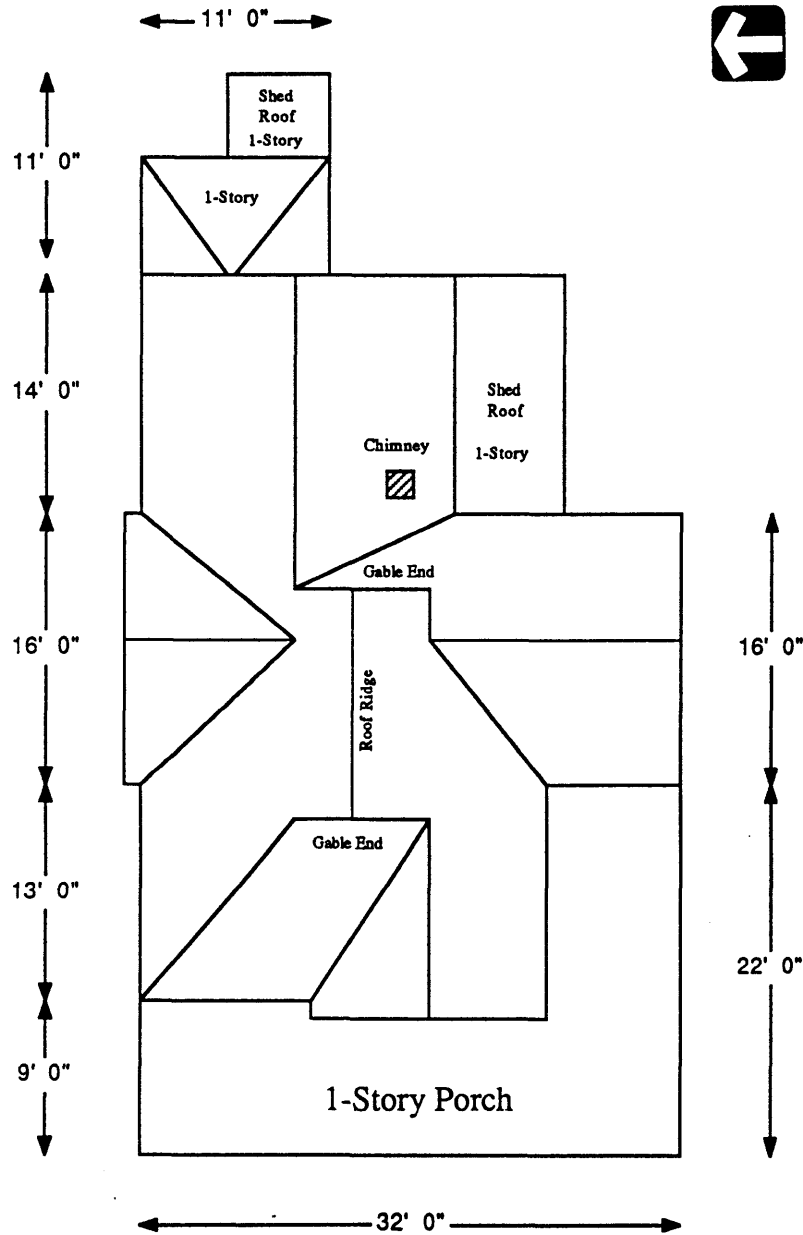 11' 0"
Shed
Roof
1-Story
11' 0"
1-Story
14' 0"
Shed
Roof
1-Story
Chimney
Gable End
16' 0"
16' 0"
Roof Ridge
Gable End
13' 0"
22' 0"
9' 0"
1-Story Porch
32' 0"